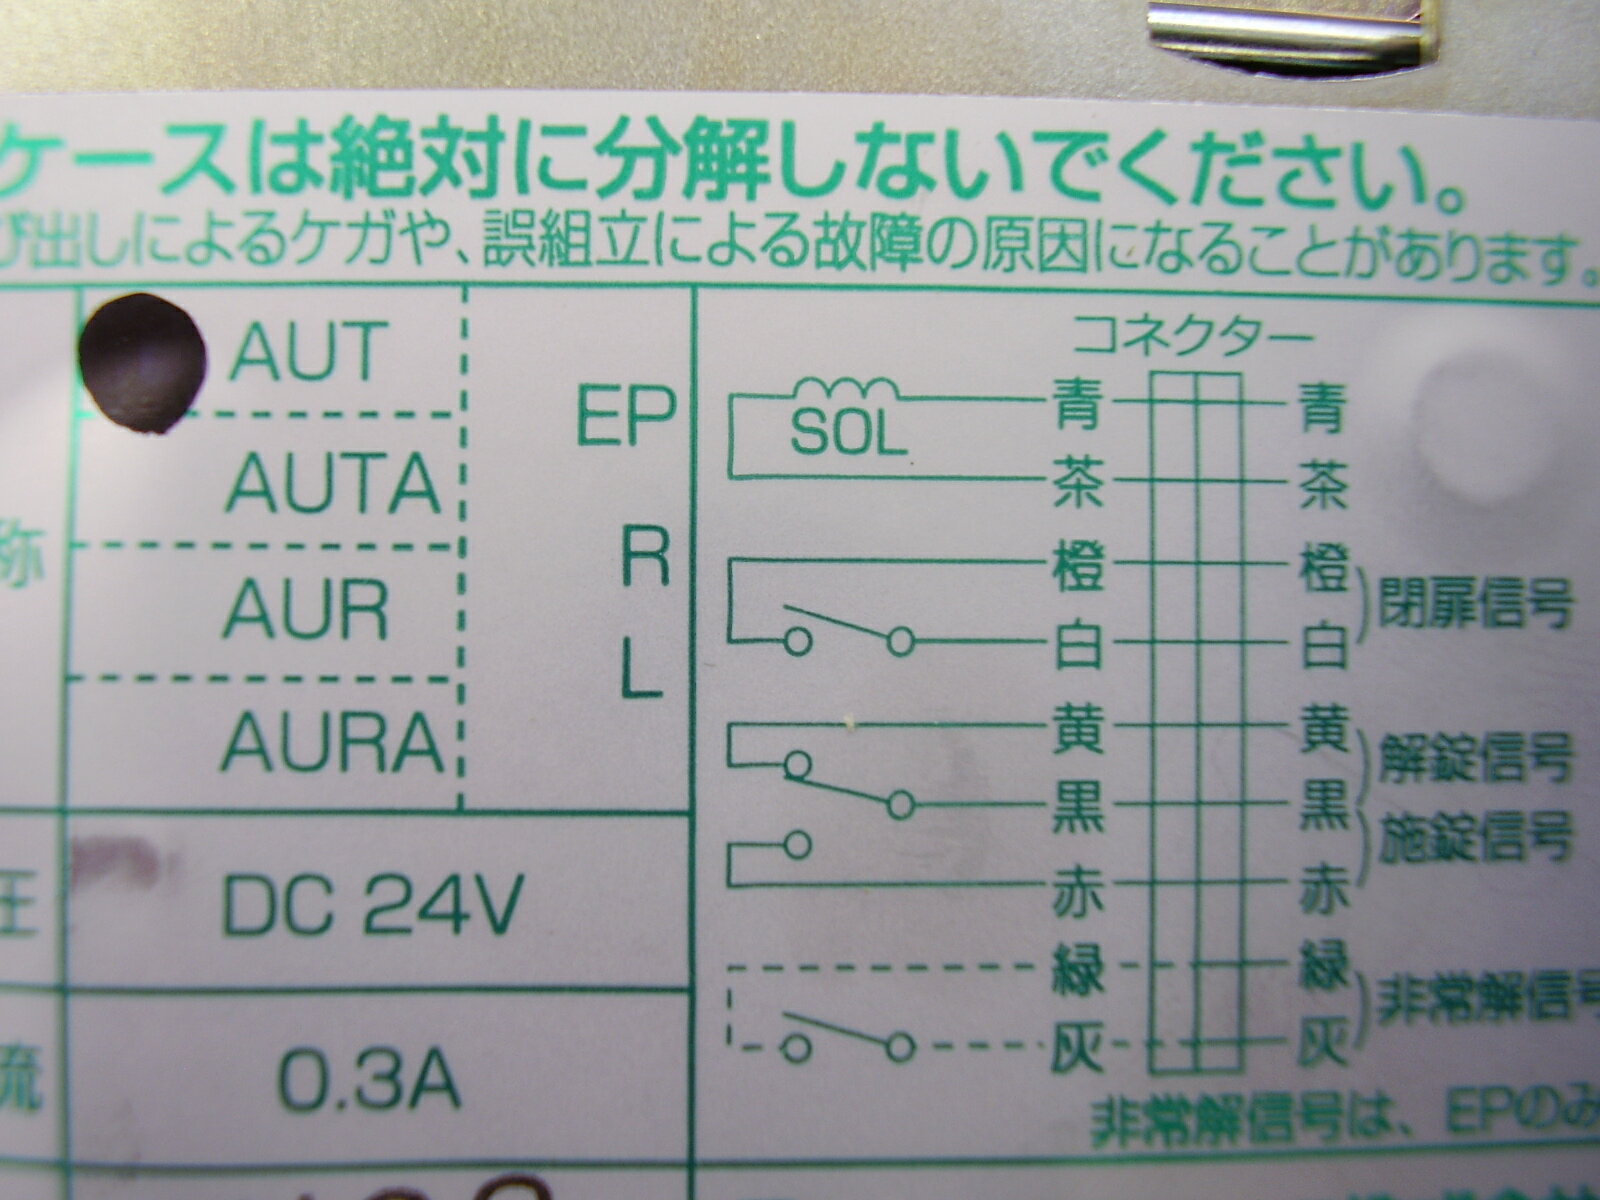 ケースは絶対に分解しないでください。
び出しによるケガや、誤組立による故障の原因になることがあります。
称
AUT
AUTA
AUR
AURA
EP
R
L
圧
DC 24V
流
0.3A
コネクター
SOL
青 青
茶 茶
橙 橙
白 白
閉扉信号
黄 黄
黒 黒
赤 赤
解錠信号
施錠信号
緑 緑
灰 灰
非常解信号
非常解信号は、EPのみ